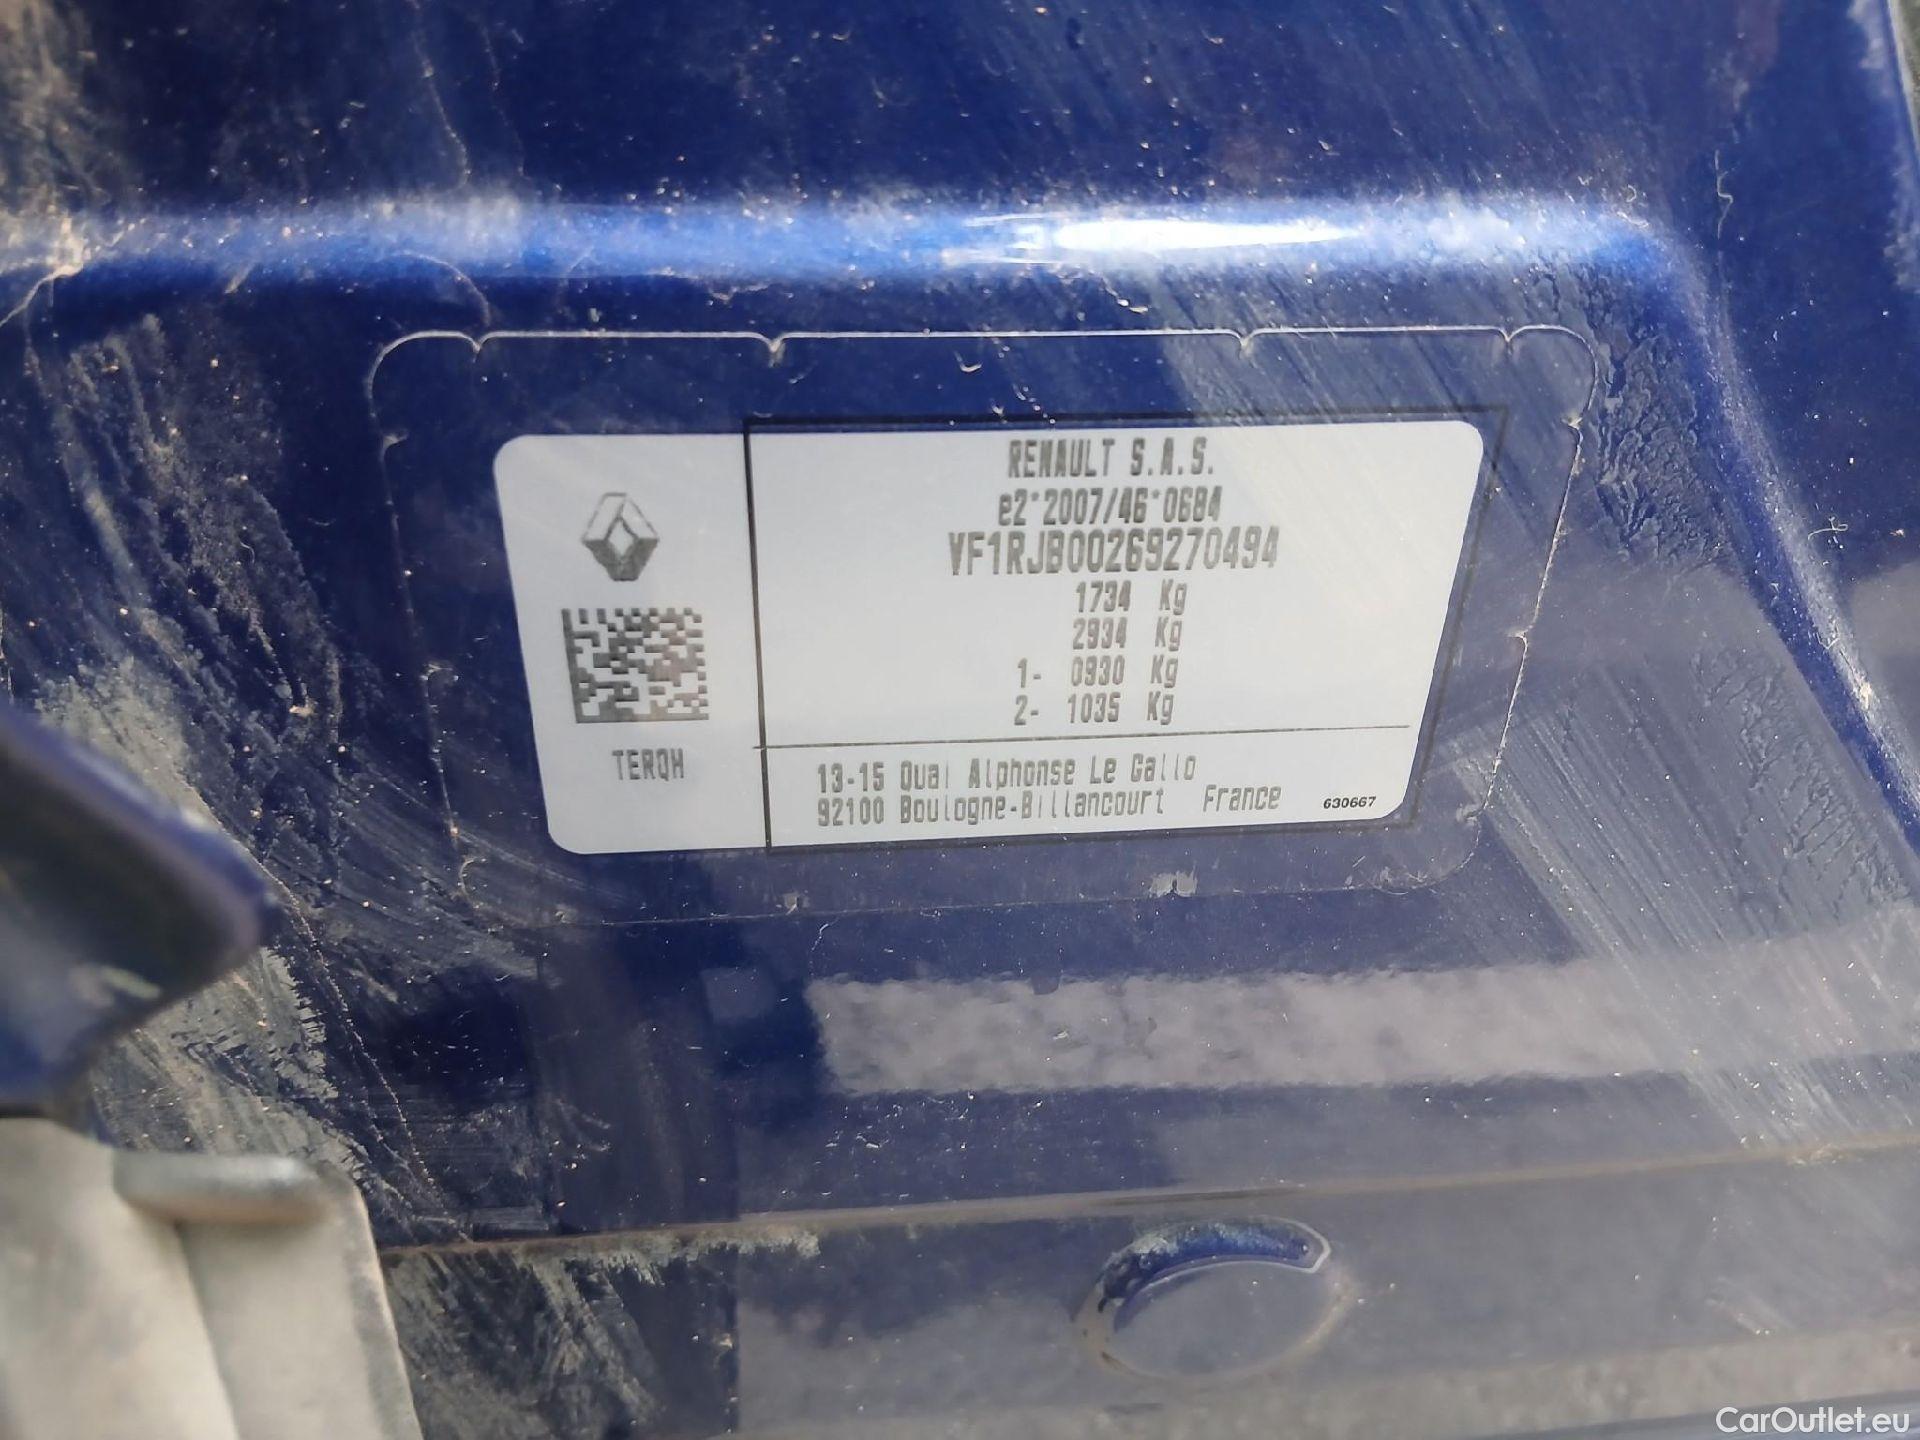 RENAULT S.A.S.
e2*2007/46*0684
VF1RJB00269270494
1734 Kg
2934 Kg
1- 0930 Kg
2- 1035 Kg
TERQH
13-15 Quai Alphonse Le Gallo
92100 Boulogne-Billancourt France
630667
CarOutlet.eu